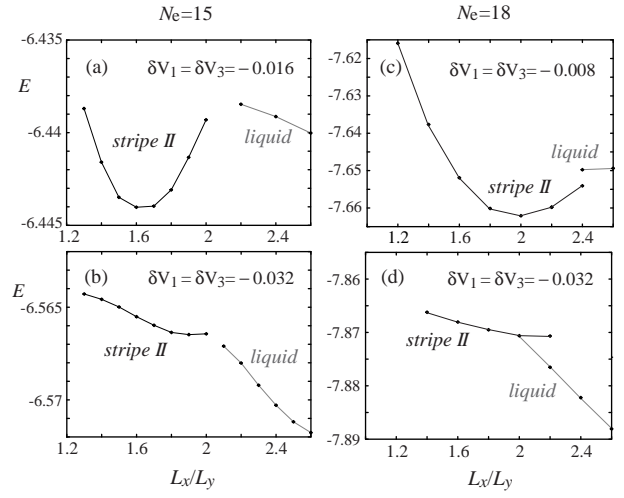 Ne=15
Ne=18
-6.435
-6.44
-6.445
E
(a)
δV1 = δV3= − 0.016
stripe II
liquid
1.2
1.6
2
2.4
-7.62
-7.63
-7.64
-7.65
-7.66
(c)
δV1 = δV3= − 0.008
liquid
stripe II
1.2
1.6
2
2.4
-6.565
-6.57
E
(b)
δV1 = δV3= − 0.032
stripe II
liquid
1.2
1.6
2
2.4
Lx/Ly
-7.86
-7.87
-7.88
-7.89
(d)
δV1 = δV3= − 0.032
stripe II
liquid
1.2
1.6
2
2.4
Lx/Ly